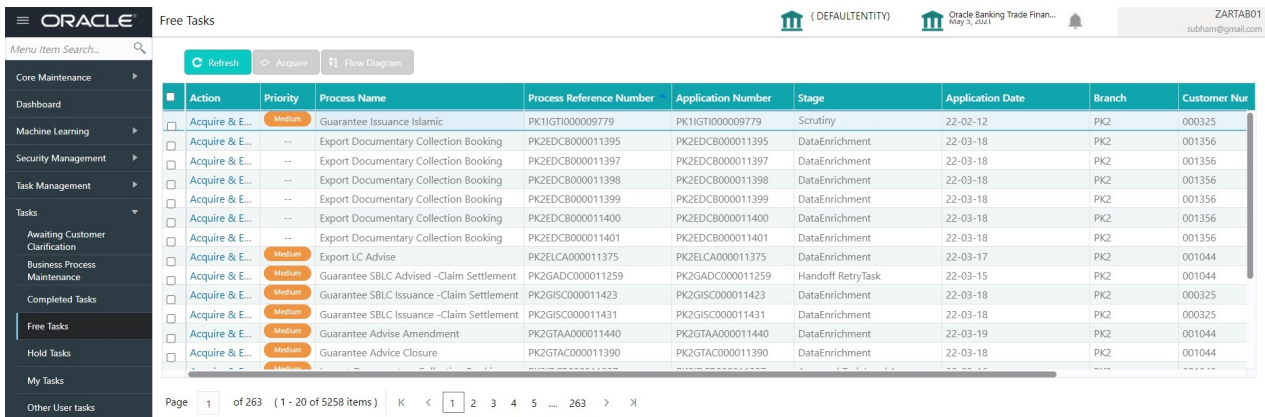 ORACLE®
Free Tasks
( DEFAULTENTITY)
Oracle Banking Trade Finan...
May 5, 2021
ZARTAB01
subham@gmail.com
Menu Item Search...
Core Maintenance
Dashboard
Machine Learning
Security Management
Task Management
Tasks
Awaiting Customer
Clarification
Business Process
Maintenance
Completed Tasks
Free Tasks
Hold Tasks
My Tasks
Other User tasks
Refresh Acquire Flow Diagram
Action Priority Process Name Process Reference Number Application Number Stage Application Date Branch Customer Nur
Acquire & E... Medium Guarantee Issuance Islamic PK1IGTI000009779 PK1IGTI000009779 Scrutiny 22-02-12 PK2 000325
Acquire & E... -- Export Documentary Collection Booking PK2EDCB000011395 PK2EDCB000011395 DataEnrichment 22-03-18 PK2 001356
Acquire & E... -- Export Documentary Collection Booking PK2EDCB000011397 PK2EDCB000011397 DataEnrichment 22-03-18 PK2 001356
Acquire & E... -- Export Documentary Collection Booking PK2EDCB000011398 PK2EDCB000011398 DataEnrichment 22-03-18 PK2 001356
Acquire & E... -- Export Documentary Collection Booking PK2EDCB000011399 PK2EDCB000011399 DataEnrichment 22-03-18 PK2 001356
Acquire & E... -- Export Documentary Collection Booking PK2EDCB000011400 PK2EDCB000011400 DataEnrichment 22-03-18 PK2 001356
Acquire & E... -- Export Documentary Collection Booking PK2EDCB000011401 PK2EDCB000011401 DataEnrichment 22-03-18 PK2 001356
Acquire & E... Medium Export LC Advise PK2ELCA000011375 PK2ELCA000011375 DataEnrichment 22-03-17 PK2 001044
Acquire & E... Medium Guarantee SBLC Advised -Claim Settlement PK2GADC000011259 PK2GADC000011259 Handoff RetryTask 22-03-15 PK2 001044
Acquire & E... Medium Guarantee SBLC Issuance -Claim Settlement PK2GISC000011423 PK2GISC000011423 DataEnrichment 22-03-18 PK2 000325
Acquire & E... Medium Guarantee SBLC Issuance -Claim Settlement PK2GISC000011431 PK2GISC000011431 DataEnrichment 22-03-18 PK2 000325
Acquire & E... Medium Guarantee Advise Amendment PK2GTAA000011440 PK2GTAA000011440 DataEnrichment 22-03-19 PK2 001044
Acquire & E... Medium Guarantee Advice Closure PK2GTAC000011390 PK2GTAC000011390 DataEnrichment 22-03-18 PK2 001044
Page 1 of 263 ( 1 - 20 of 5258 items ) K < 1 2 3 4 5 .... 263 >